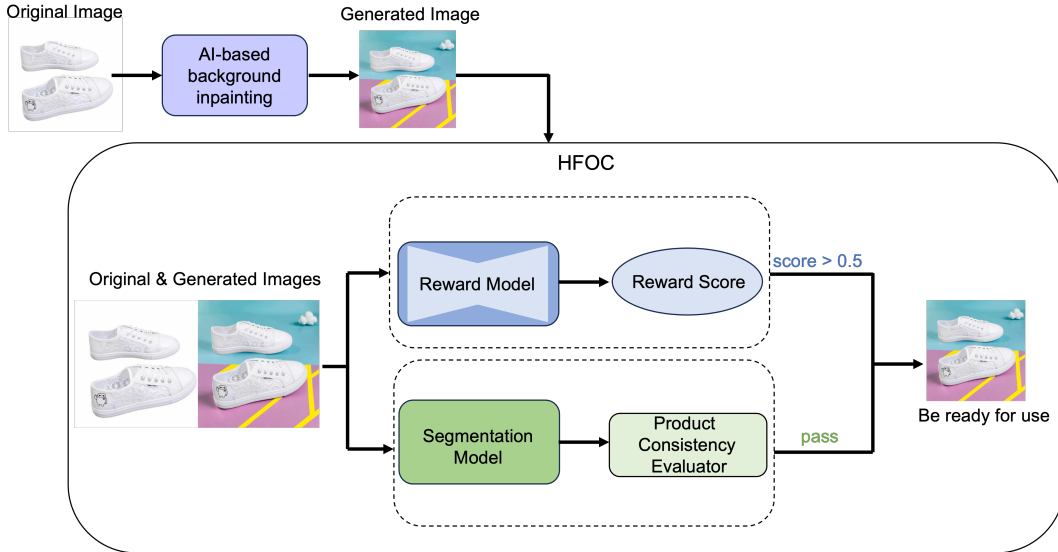 Original Image
Generated Image
AI-based
background
inpainting
HFOC
Original & Generated Images
Reward Model
Reward Score
score > 0.5
Segmentation
Model
Product
Consistency
Evaluator
pass
Be ready for use